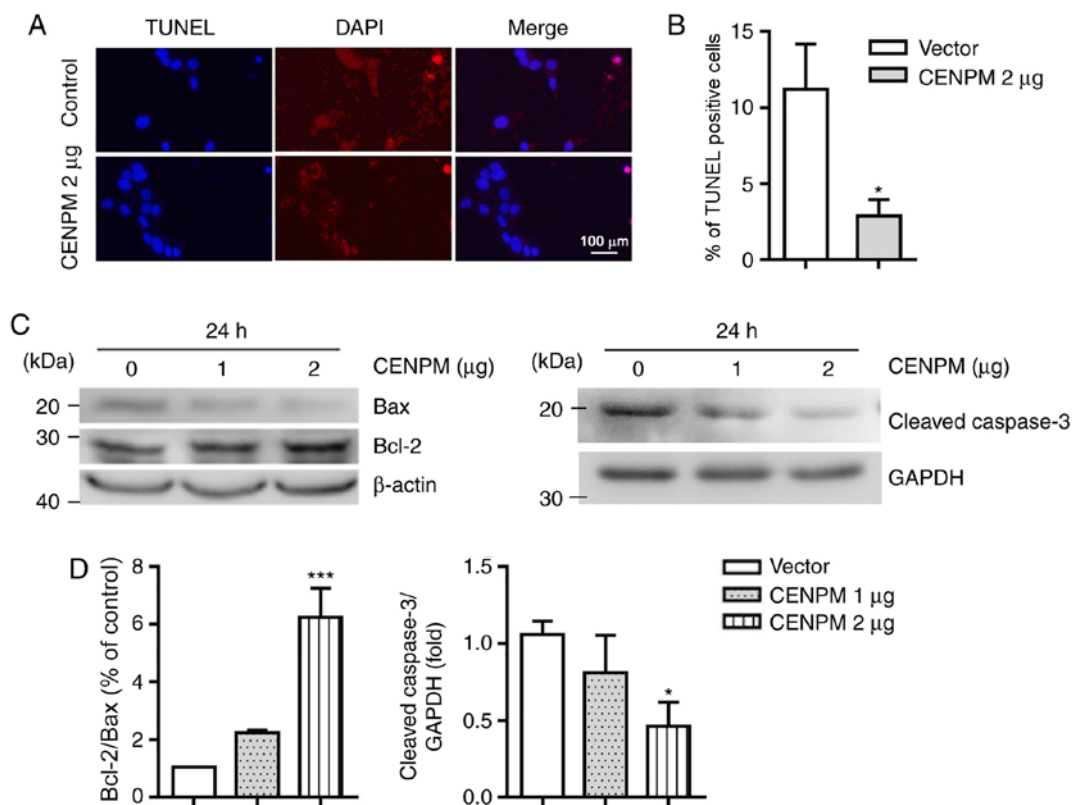 A
TUNEL
DAPI
Merge
Control
CENPM 2 μg
100 μm
B
% of TUNEL positive cells
15
10
5
0
*
Vector
CENPM 2 μg
C
24 h
(kDa)
0 1 2 CENPM (μg)
20
Bax
30
Bcl-2
β-actin
40
24 h
(kDa)
0 1 2 CENPM (μg)
20
Cleaved caspase-3
GAPDH
30
D
Bcl-2/Bax (% of control)
8
6
4
2
0
***
Cleaved caspase-3/
GAPDH (fold)
1.5
1.0
0.5
0.0
*
Vector
CENPM 1 μg
CENPM 2 μg